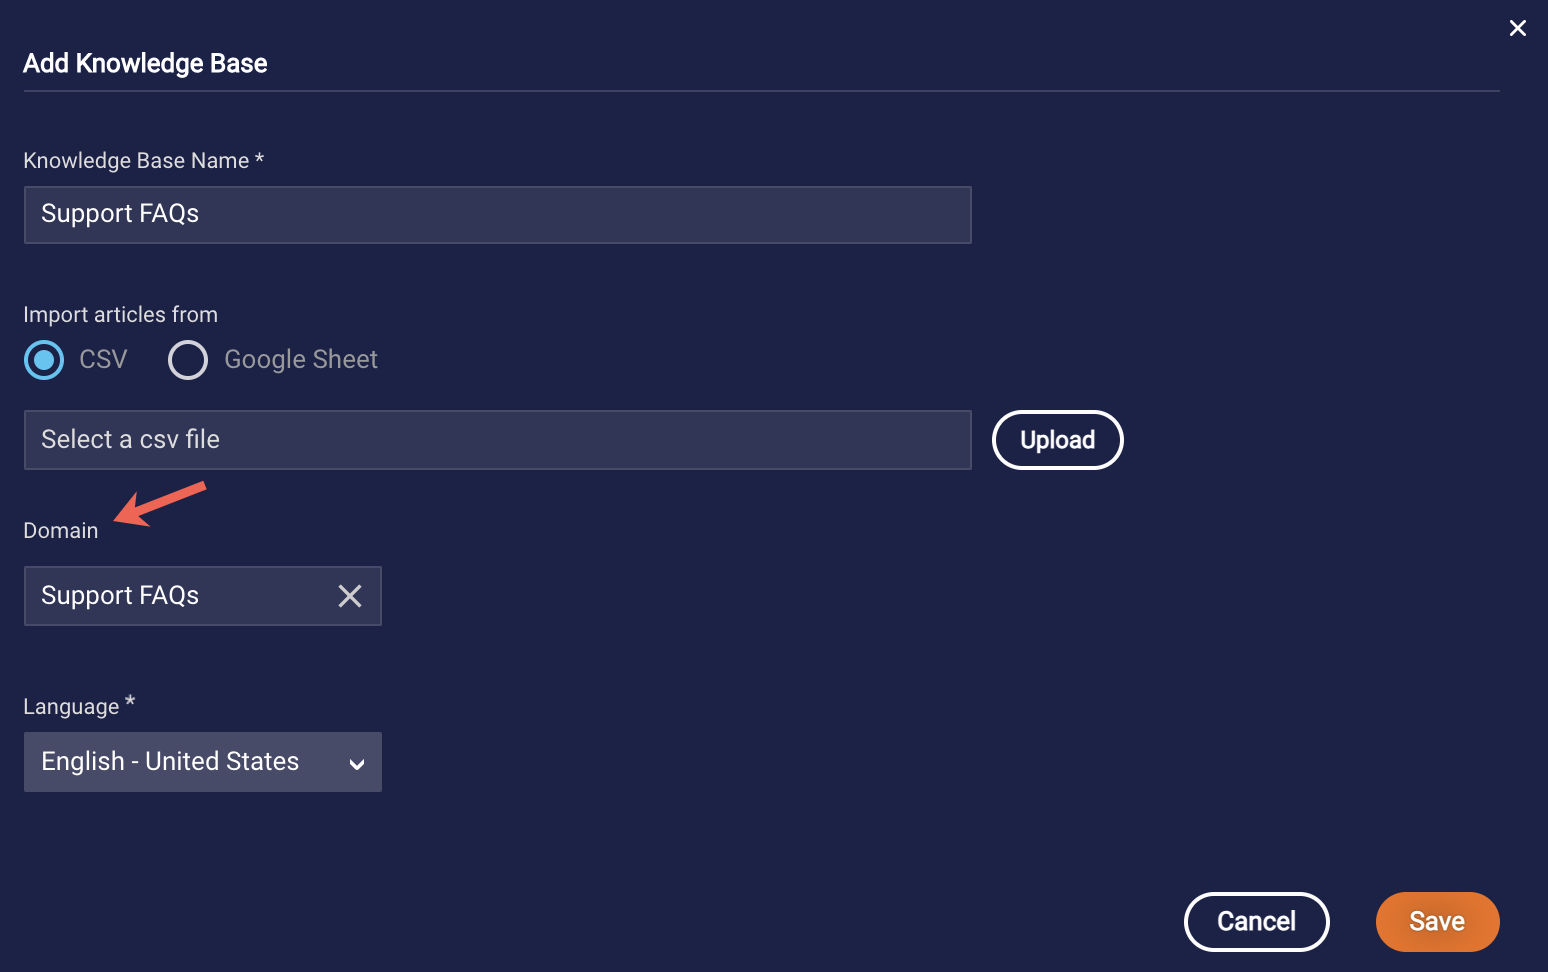 Add Knowledge Base
Knowledge Base Name *
Support FAQs
Import articles from
CSV Google Sheet
Select a csv file Upload
Domain
Support FAQs
Language *
English - United States
Cancel Save